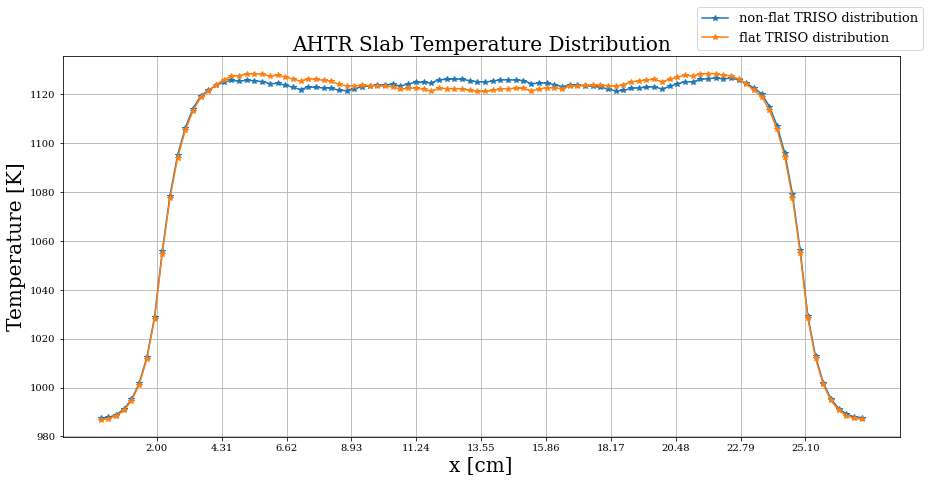 non-flat TRISO distribution
flat TRISO distribution
AHTR Slab Temperature Distribution
Temperature [K]
1120
1100
1080
1060
1040
1020
1000
980
2.00 4.31 6.62 8.93 11.24 13.55 15.86 18.17 20.48 22.79 25.10
x [cm]